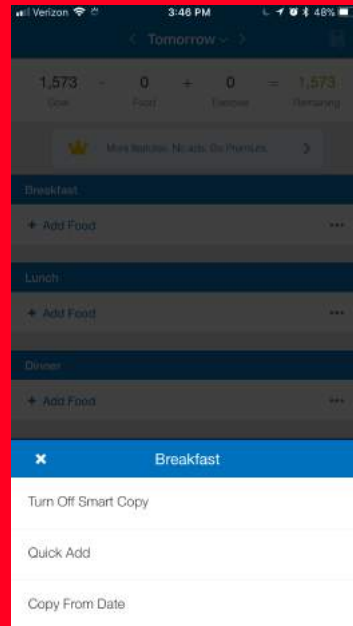 Verizon 3:46 PM 48%
< Tomorrow >
1,573 - 0 + 0 = 1,573
Goal Food Exercise Remaining
More features. No ads. Go Premium. >
Breakfast
+ Add Food ...
Lunch
+ Add Food ...
Dinner
+ Add Food ...
× Breakfast
Turn Off Smart Copy
Quick Add
Copy From Date